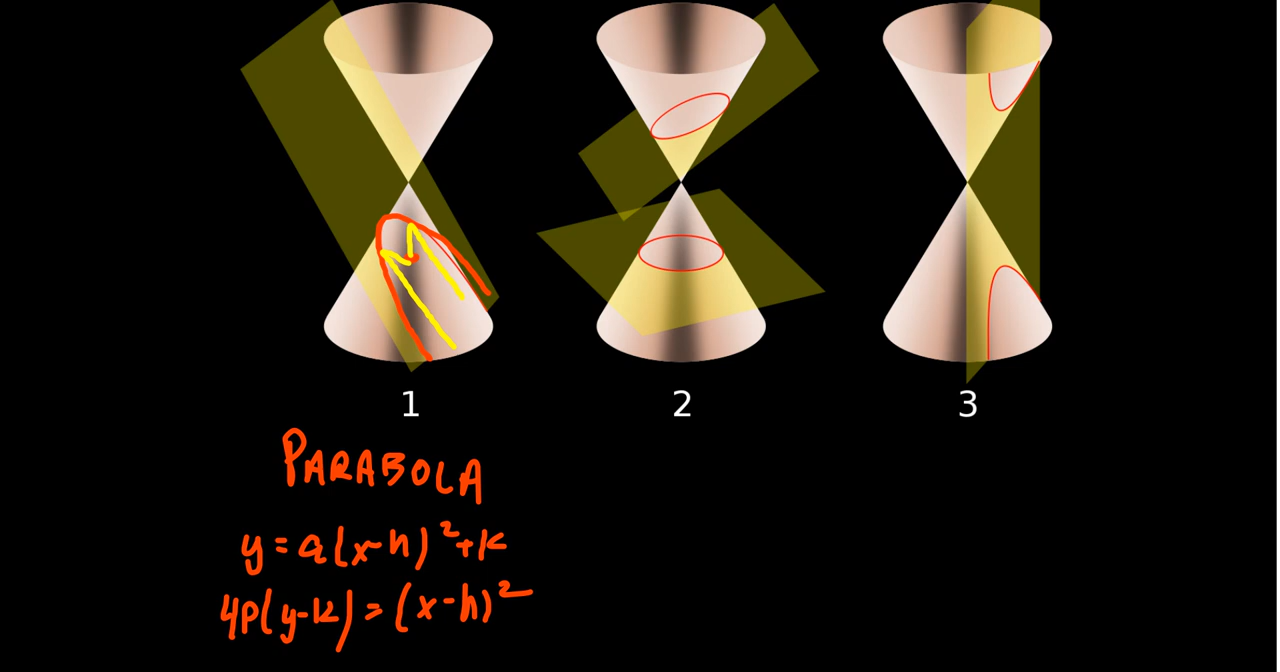 1 2 3
PARABOLA
y = a(x-h)²+k
4p(y-k) = (x-h)²